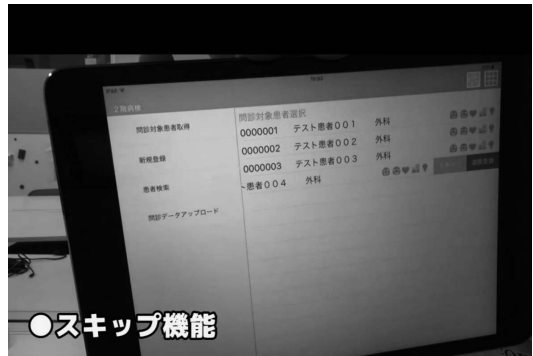 iPad
2階病棟
問診対象患者取得
新規登録
患者検索
問診データアップロード
問診対象患者選択
0000001 テスト患者001 外科
0000002 テスト患者002 外科
0000003 テスト患者003 外科
患者004 外科
●スキップ機能